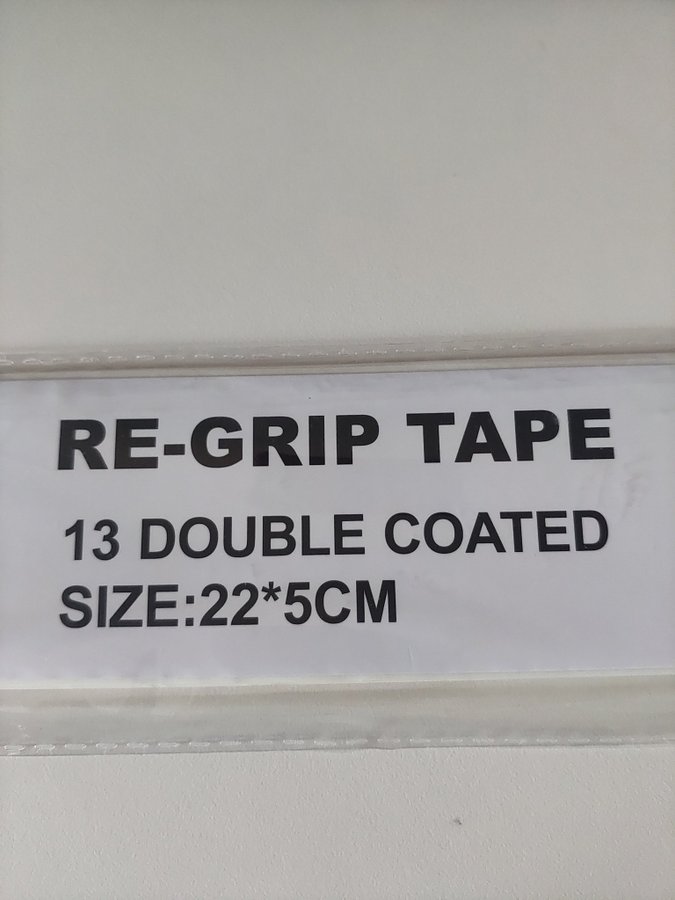 RE-GRIP TAPE
13 DOUBLE COATED
SIZE:22*5CM